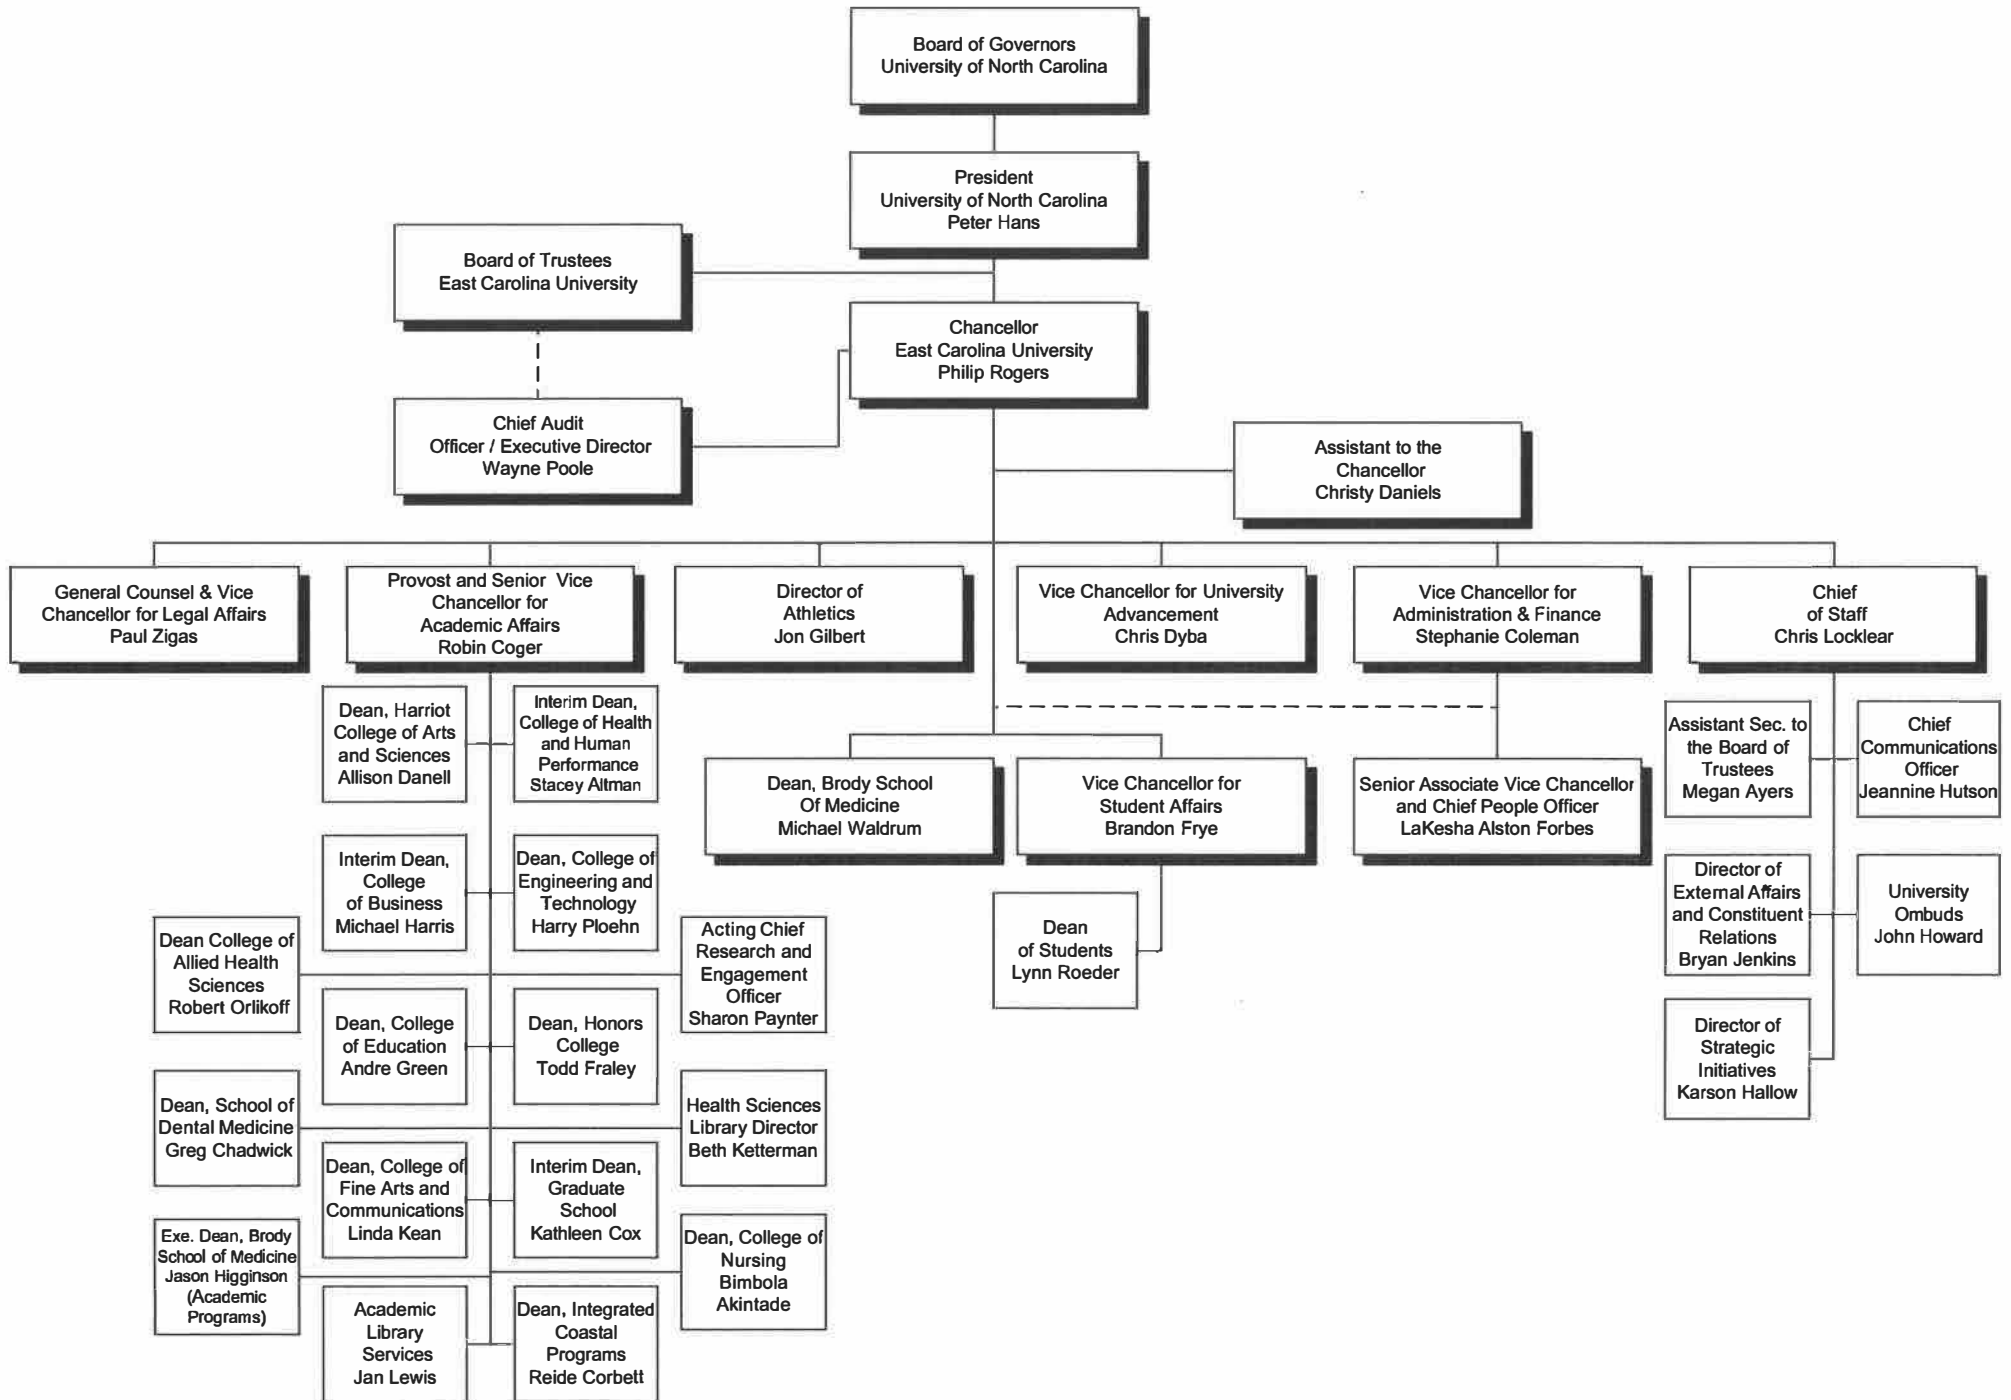 Board of Governors
University of North Carolina
President
University of North Carolina
Peter Hans
Board of Trustees
East Carolina University
Chancellor
East Carolina University
Philip Rogers
Chief Audit
Officer / Executive Director
Wayne Poole
Assistant to the
Chancellor
Christy Daniels
General Counsel & Vice
Chancellor for Legal Affairs
Paul Zigas
Provost and Senior Vice
Chancellor for
Academic Affairs
Robin Coger
Director of
Athletics
Jon Gilbert
Vice Chancellor for University
Advancement
Chris Dyba
Vice Chancellor for
Administration & Finance
Stephanie Coleman
Chief
of Staff
Chris Locklear
Dean, Harriot
College of Arts
and Sciences
Allison Danell
Interim Dean,
College of Health
and Human
Performance
Stacey Altman
Assistant Sec. to
the Board of
Trustees
Megan Ayers
Chief
Communications
Officer
Jeannine Hutson
Dean, Brody School
Of Medicine
Michael Waldrum
Vice Chancellor for
Student Affairs
Brandon Frye
Senior Associate Vice Chancellor
and Chief People Officer
LaKesha Alston Forbes
Interim Dean,
College
of Business
Michael Harris
Dean, College of
Engineering and
Technology
Harry Ploehn
Director of
External Affairs
and Constituent
Relations
Bryan Jenkins
University
Ombuds
John Howard
Dean
of Students
Lynn Roeder
Dean College of
Allied Health
Sciences
Robert Orlikoff
Acting Chief
Research and
Engagement
Officer
Sharon Paynter
Dean, College
of Education
Andre Green
Dean, Honors
College
Todd Fraley
Director of
Strategic
Initiatives
Karson Hallow
Dean, School of
Dental Medicine
Greg Chadwick
Health Sciences
Library Director
Beth Ketterman
Dean, College of
Fine Arts and
Communications
Linda Kean
Interim Dean,
Graduate
School
Kathleen Cox
Exe. Dean, Brody
School of Medicine
Jason Higginson
(Academic
Programs)
Dean, College of
Nursing
Bimbola
Akintade
Academic
Library
Services
Jan Lewis
Dean, Integrated
Coastal
Programs
Reide Corbett